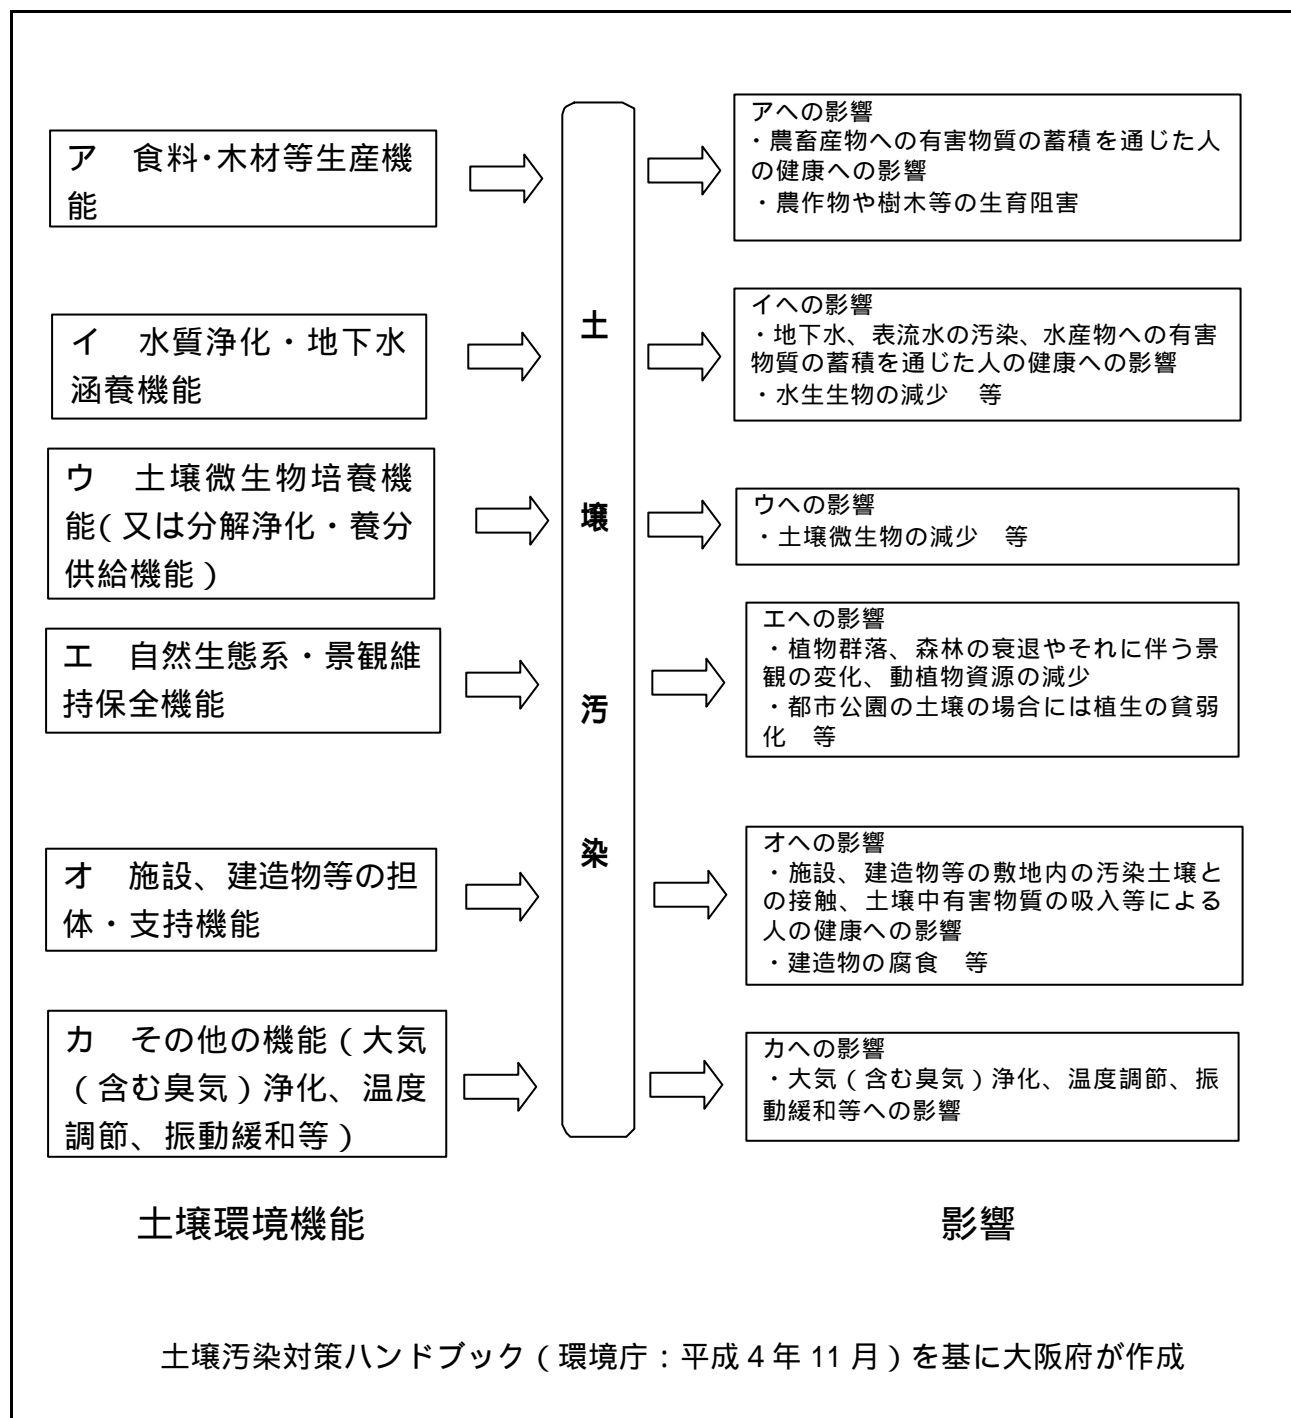 ア　食料・木材等生産機
能
アへの影響
・農畜産物への有害物質の蓄積を通じた人
の健康への影響
・農作物や樹木等の生育阻害
イ　水質浄化・地下水
涵養機能
イへの影響
・地下水、表流水の汚染、水産物への有害
物質の蓄積を通じた人の健康への影響
・水生生物の減少　等
ウ　土壌微生物培養機
能（又は分解浄化・養分
供給機能）
ウへの影響
・土壌微生物の減少　等
エ　自然生態系・景観維
持保全機能
エへの影響
・植物群落、森林の衰退やそれに伴う景
観の変化、動植物資源の減少
・都市公園の土壌の場合には植生の貧弱
化　等
オ　施設、建造物等の担
体・支持機能
オへの影響
・施設、建造物等の敷地内の汚染土壌と
の接触、土壌中有害物質の吸入等による
人の健康への影響
・建造物の腐食　等
カ　その他の機能（大気
（含む臭気）浄化、温度
調節、振動緩和等）
カへの影響
・大気（含む臭気）浄化、温度調節、振
動緩和等への影響
土壌汚染
土壌環境機能
影響
土壌汚染対策ハンドブック（環境庁：平成４年 11 月）を基に大阪府が作成